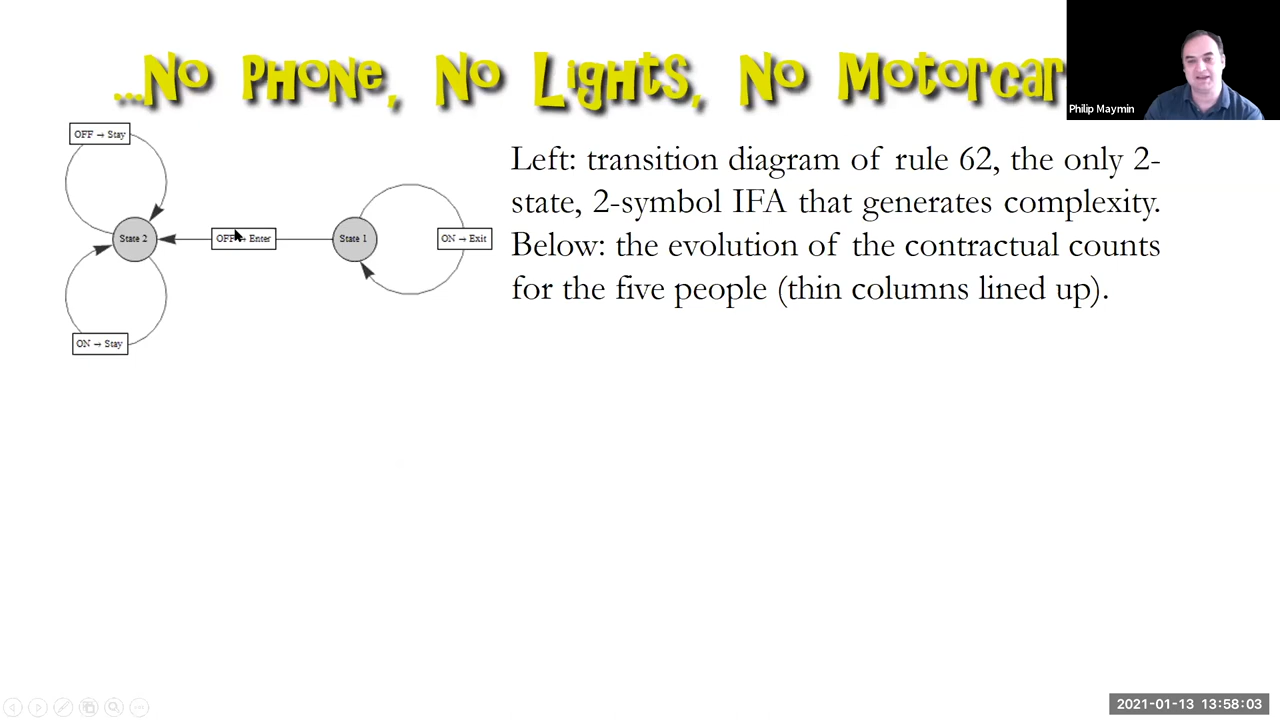 ...No Phone, No Lights, No Motorcar
Philip Maymin
OFF → Stay
Left: transition diagram of rule 62, the only 2-
state, 2-symbol IFA that generates complexity.
Below: the evolution of the contractual counts
for the five people (thin columns lined up).
State 2
OFF → Enter
State 1
ON → Exit
ON → Stay
2021-01-13 13:58:03